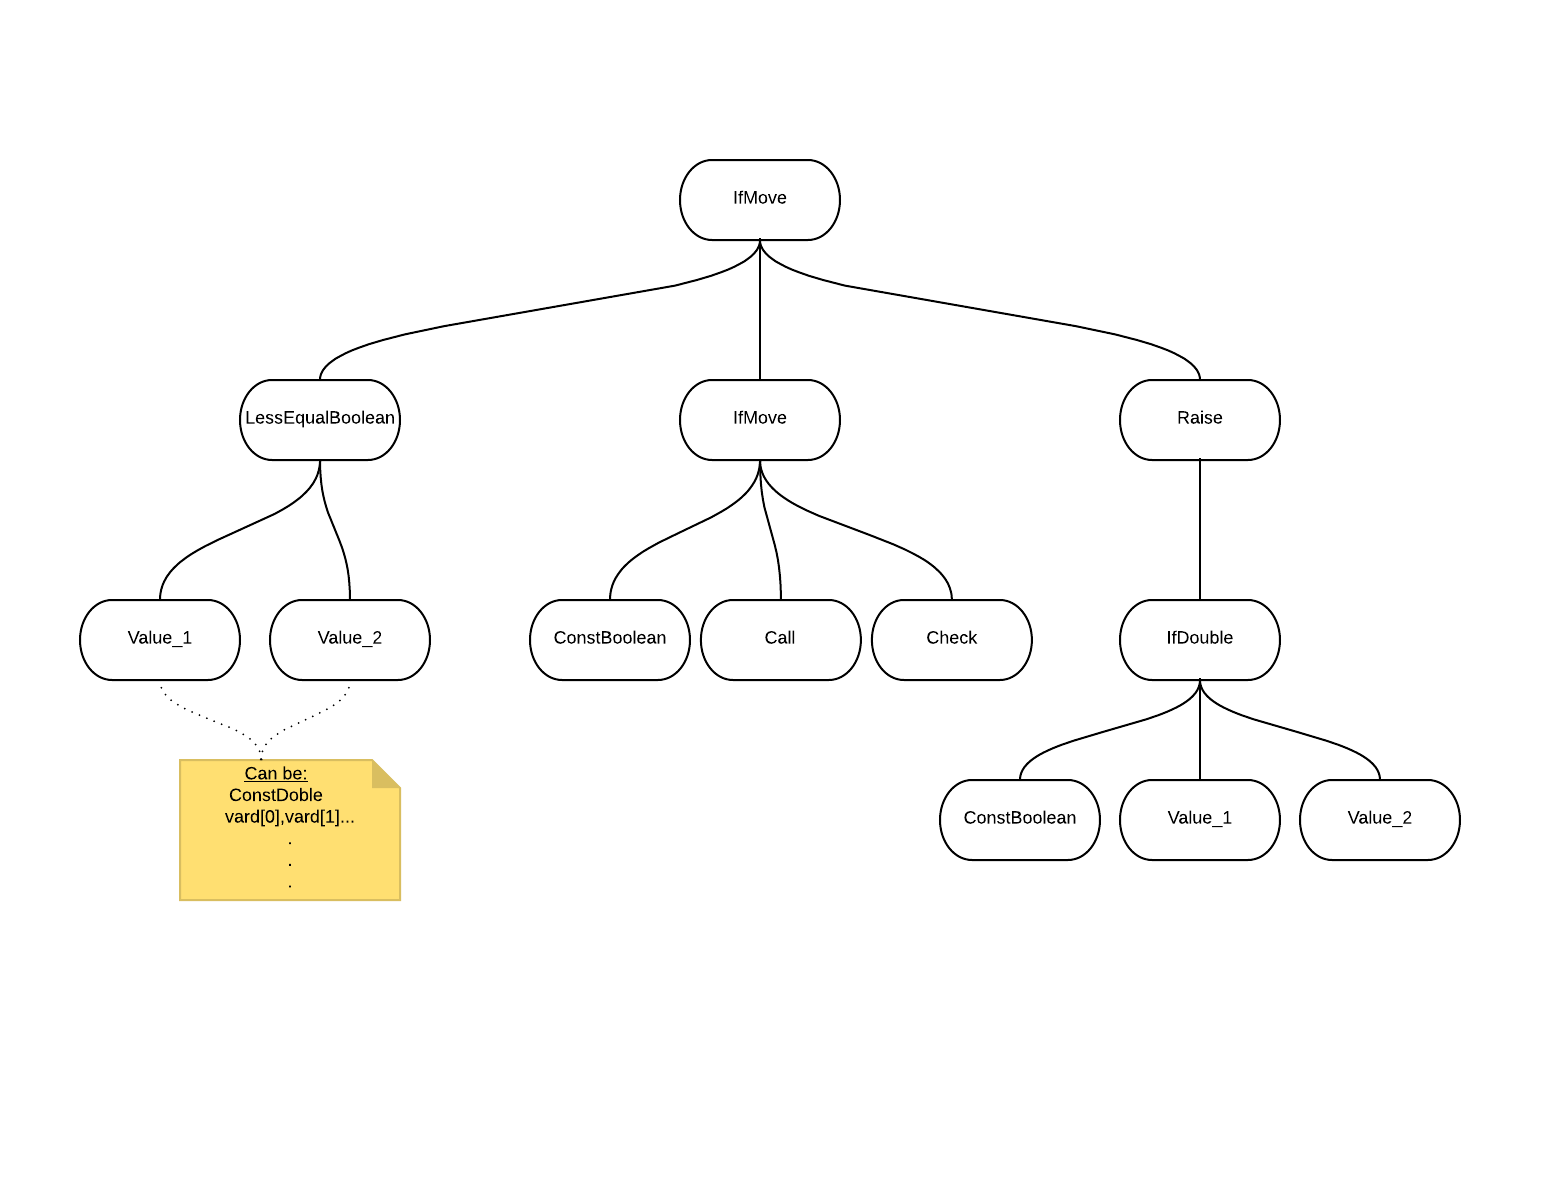 IfMove
LessEqualBoolean
IfMove
Raise
Value_1
Value_2
ConstBoolean
Call
Check
IfDouble
Can be:
ConstDoble
vard[0],vard[1]...
.
.
.
ConstBoolean
Value_1
Value_2